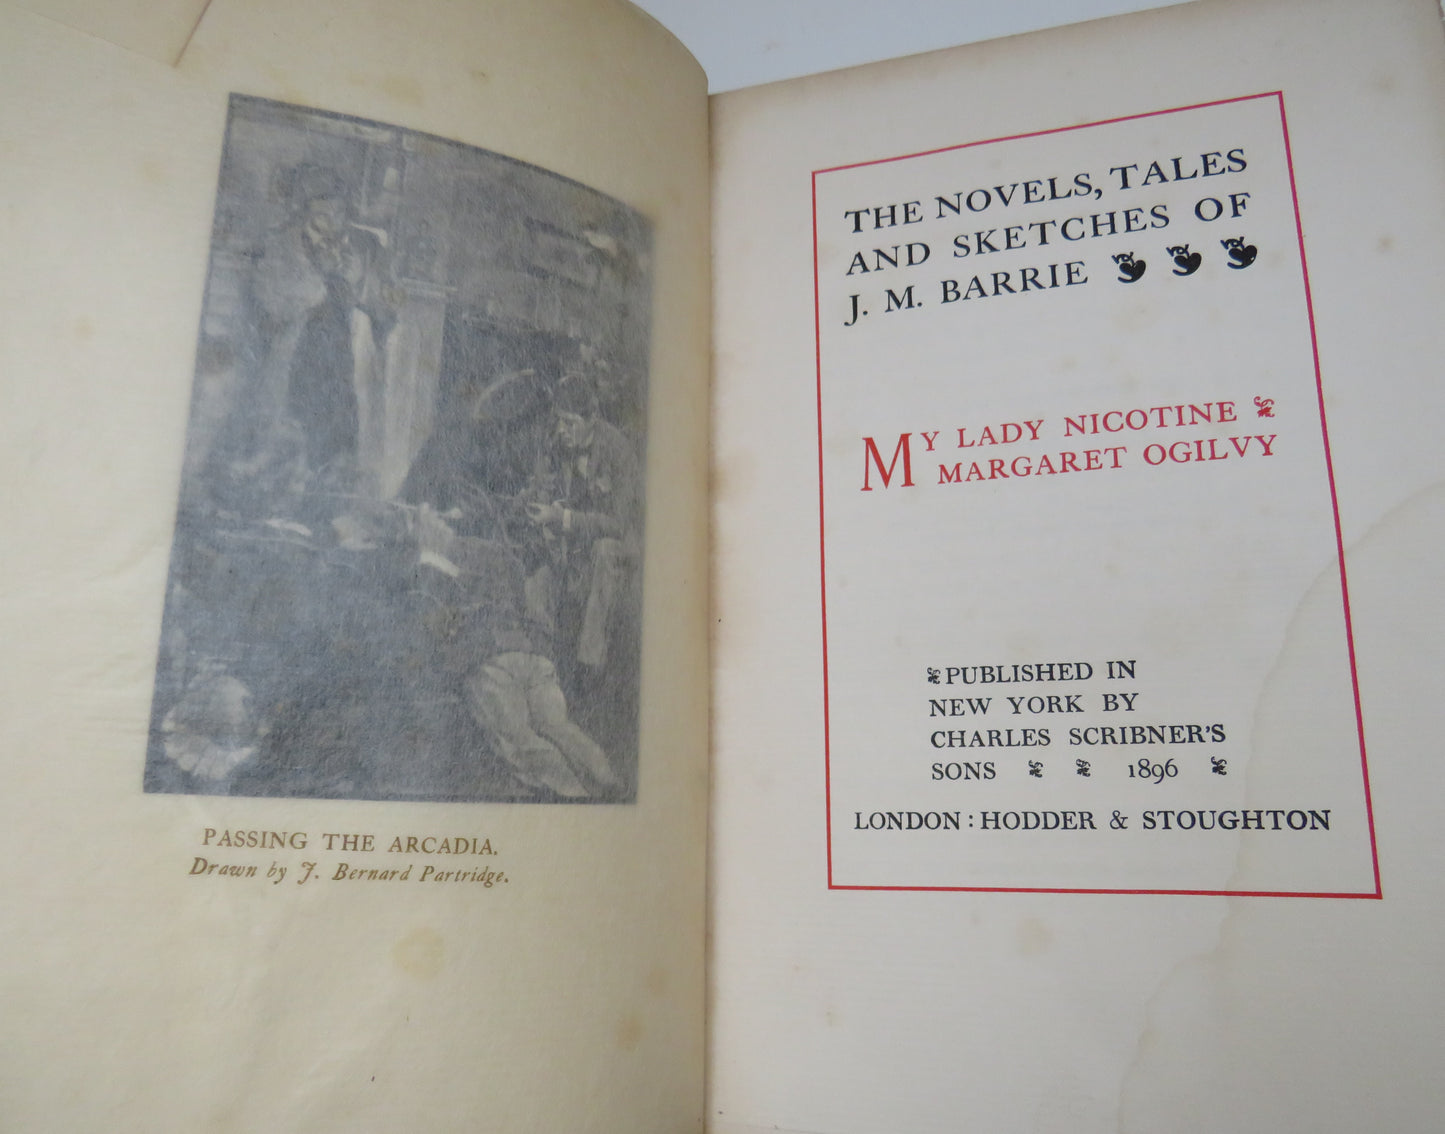 PASSING THE ARCADIA.
Drawn by J. Bernard Partridge.
THE NOVELS, TALES
AND SKETCHES OF
J. M. BARRIE
MY LADY NICOTINE
MARGARET OGILVY
PUBLISHED IN
NEW YORK BY
CHARLES SCRIBNER'S
SONS 1896
LONDON: HODDER & STOUGHTON